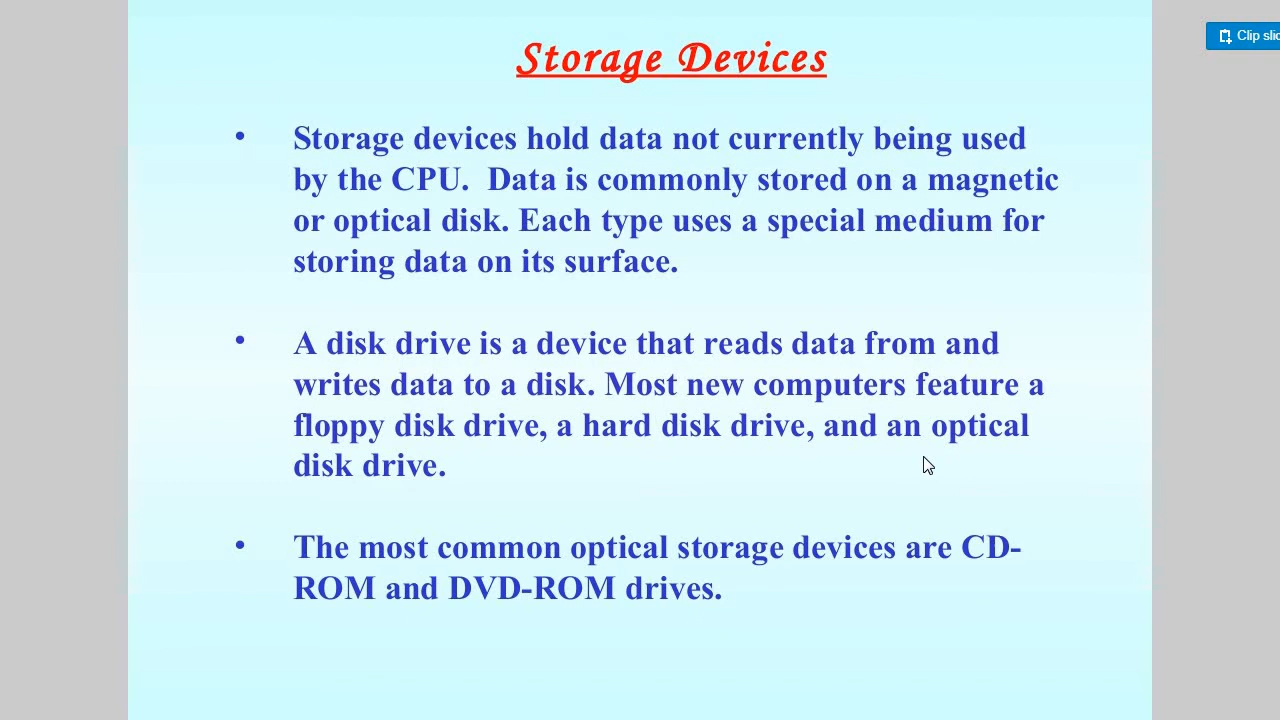 Storage Devices
Clip slic
• Storage devices hold data not currently being used
by the CPU.  Data is commonly stored on a magnetic
or optical disk. Each type uses a special medium for
storing data on its surface.
• A disk drive is a device that reads data from and
writes data to a disk. Most new computers feature a
floppy disk drive, a hard disk drive, and an optical
disk drive.
• The most common optical storage devices are CD-
ROM and DVD-ROM drives.